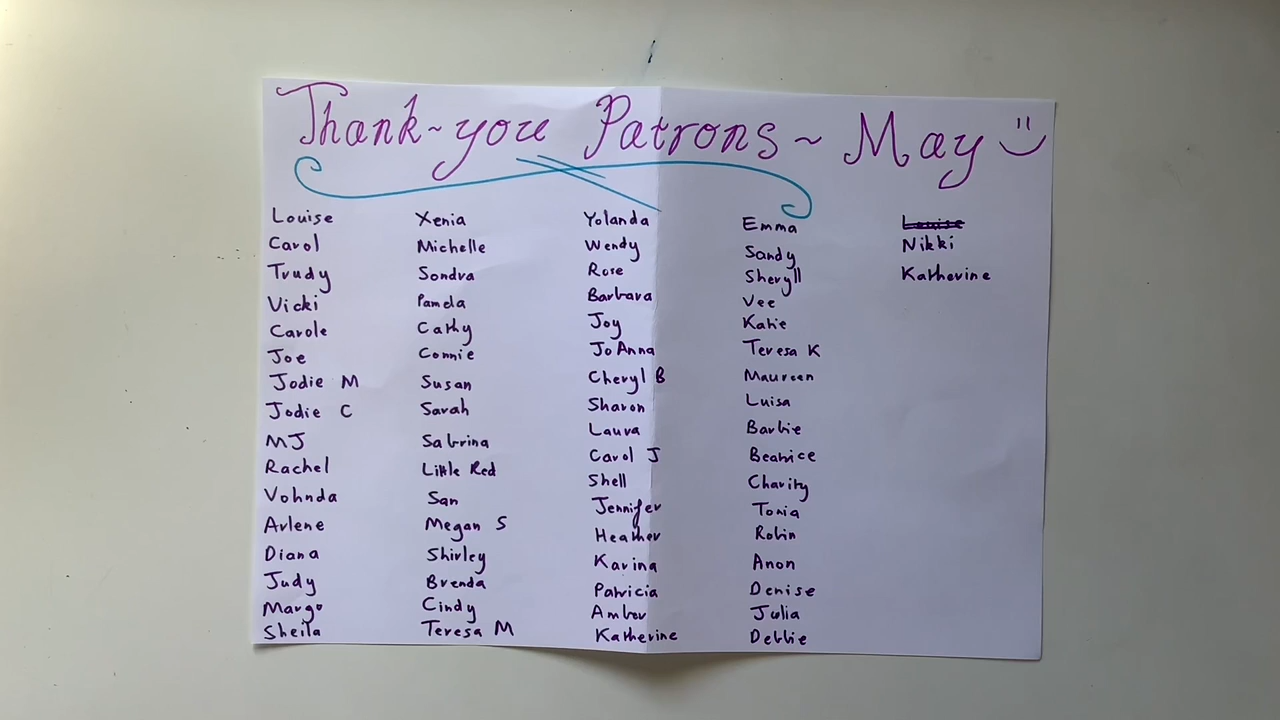 Thank-you Patrons ~ May
Louise
Carol
Trudy
Vicki
Carole
Joe
Jodie M
Jodie C
MJ
Rachel
Vohnda
Arlene
Diana
Judy
Margo
Sheila
Xenia
Michelle
Sondra
Pamela
Cathy
Connie
Susan
Sarah
Sabrina
Little Red
San
Megan S
Shirley
Brenda
Cindy
Teresa M
Yolanda
Wendy
Rose
Barbara
Joy
JoAnna
Cheryl B
Sharon
Laura
Carol J
Shell
Jennifer
Heather
Karina
Patricia
Amber
Katherine
Emma
Sandy
Sheryll
Vee
Katie
Teresa K
Maureen
Luisa
Barbie
Beatrice
Charity
Tonia
Robin
Anon
Denise
Julia
Debbie
Louise
Nikki
Katherine